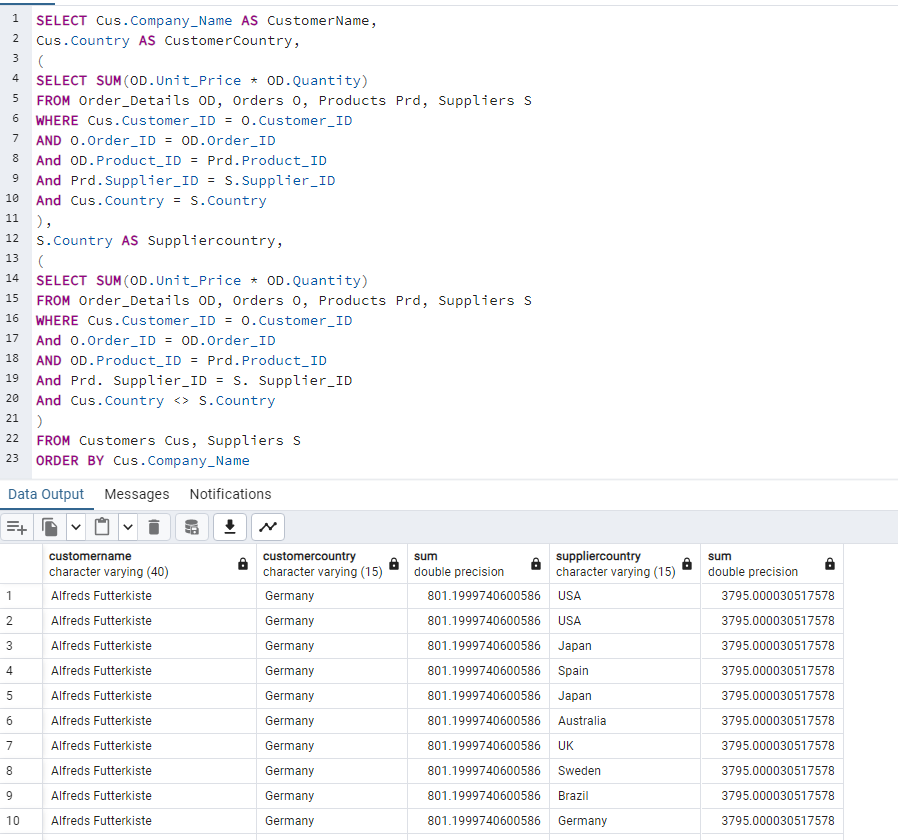 1 SELECT Cus.Company_Name AS CustomerName,
2 Cus.Country AS CustomerCountry,
3 (
4 SELECT SUM(OD.Unit_Price * OD.Quantity)
5 FROM Order_Details OD, Orders O, Products Prd, Suppliers S
6 WHERE Cus.Customer_ID = O.Customer_ID
7 AND O.Order_ID = OD.Order_ID
8 And OD.Product_ID = Prd.Product_ID
9 And Prd.Supplier_ID = S.Supplier_ID
10 And Cus.Country = S.Country
11 ),
12 S.Country AS Suppliercountry,
13 (
14 SELECT SUM(OD.Unit_Price * OD.Quantity)
15 FROM Order_Details OD, Orders O, Products Prd, Suppliers S
16 WHERE Cus.Customer_ID = O.Customer_ID
17 And O.Order_ID = OD.Order_ID
18 AND OD.Product_ID = Prd.Product_ID
19 And Prd. Supplier_ID = S. Supplier_ID
20 And Cus.Country <> S.Country
21 )
22 FROM Customers Cus, Suppliers S
23 ORDER BY Cus.Company_Name
Data Output Messages Notifications
customername customercountry sum suppliercountry sum
character varying (40) character varying (15) double precision character varying (15) double precision
1 Alfreds Futterkiste Germany 801.1999740600586 USA 3795.000030517578
2 Alfreds Futterkiste Germany 801.1999740600586 USA 3795.000030517578
3 Alfreds Futterkiste Germany 801.1999740600586 Japan 3795.000030517578
4 Alfreds Futterkiste Germany 801.1999740600586 Spain 3795.000030517578
5 Alfreds Futterkiste Germany 801.1999740600586 Japan 3795.000030517578
6 Alfreds Futterkiste Germany 801.1999740600586 Australia 3795.000030517578
7 Alfreds Futterkiste Germany 801.1999740600586 UK 3795.000030517578
8 Alfreds Futterkiste Germany 801.1999740600586 Sweden 3795.000030517578
9 Alfreds Futterkiste Germany 801.1999740600586 Brazil 3795.000030517578
10 Alfreds Futterkiste Germany 801.1999740600586 Germany 3795.000030517578